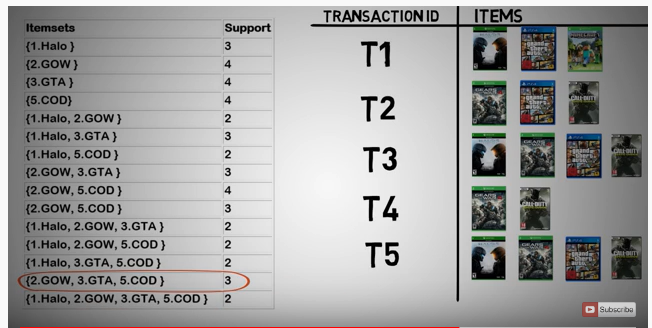 Itemsets Support
{1.Halo } 3
{2.GOW } 4
{3.GTA } 4
{5.COD} 4
{1.Halo, 2.GOW } 2
{1.Halo, 3.GTA } 3
{1.Halo, 5.COD } 2
{2.GOW, 3.GTA } 3
{2.GOW, 5.COD } 4
{2.GOW, 5.COD } 3
{1.Halo, 2.GOW, 3.GTA } 2
{1.Halo, 2.GOW, 5.COD } 2
{1.Halo, 3.GTA, 5.COD } 2
{2.GOW, 3.GTA, 5.COD } 3
{1.Halo, 2.GOW, 3.GTA, 5.COD } 2
TRANSACTION ID ITEMS
T1
T2
T3
T4
T5
Subscribe